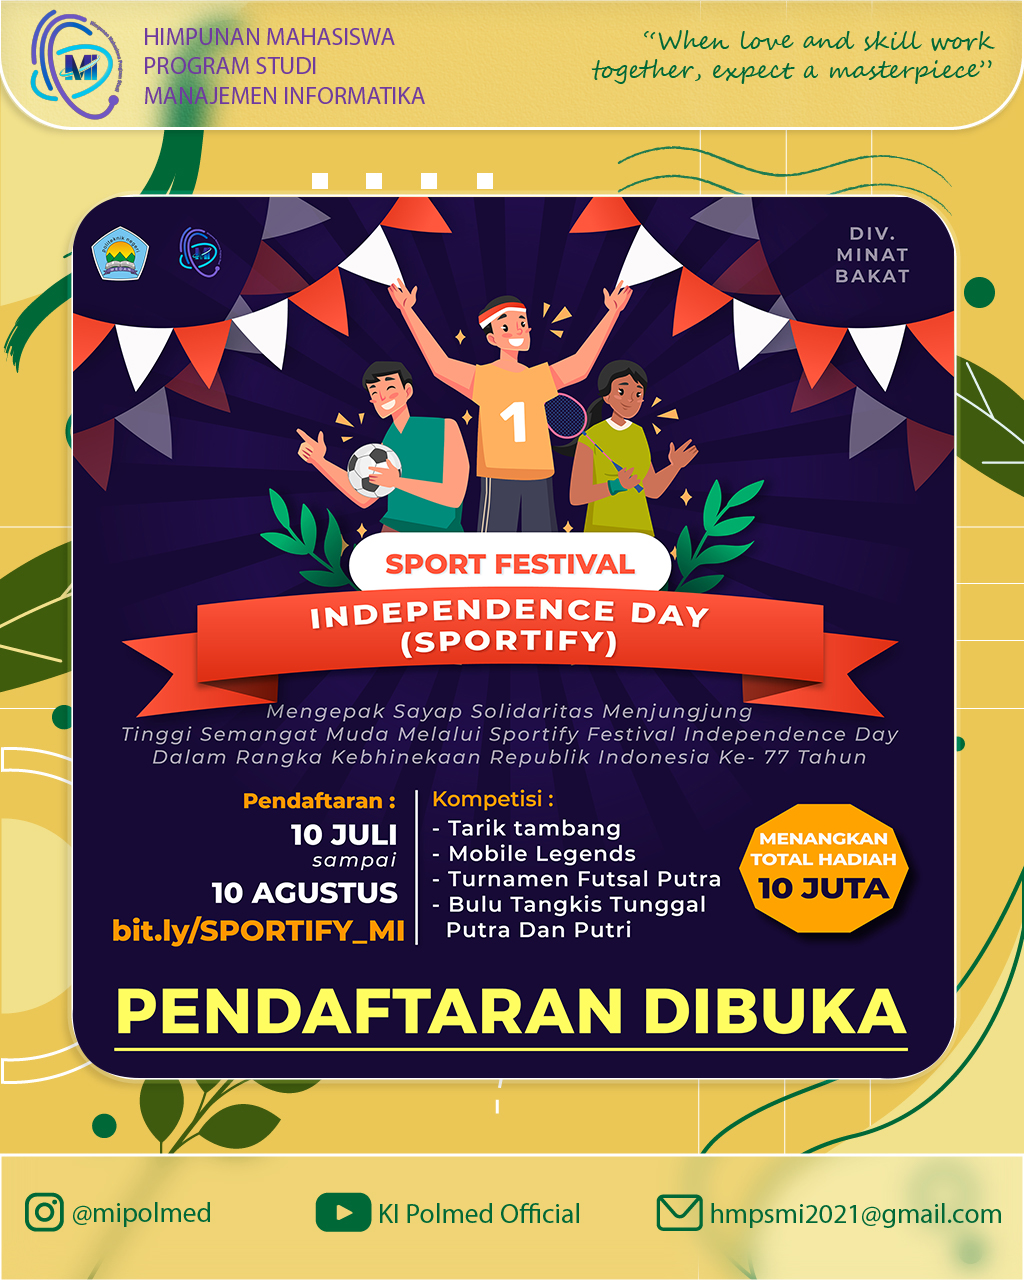 HIMPUNAN MAHASISWA
PROGRAM STUDI
MANAJEMEN INFORMATIKA
“When love and skill work
together, expect a masterpiece”
MI
politeknik negeri
MEDAN
DIV.
MINAT
BAKAT
1
SPORT FESTIVAL
INDEPENDENCE DAY
(SPORTIFY)
Mengepak Sayap Solidaritas Menjungjung
Tinggi Semangat Muda Melalui Sportify Festival Independence Day
Dalam Rangka Kebhinekaan Republik Indonesia Ke- 77 Tahun
Pendaftaran :
10 JULI
sampai
10 AGUSTUS
bit.ly/SPORTIFY_MI
Kompetisi :
- Tarik tambang
- Mobile Legends
- Turnamen Futsal Putra
- Bulu Tangkis Tunggal
Putra Dan Putri
MENANGKAN
TOTAL HADIAH
10 JUTA
PENDAFTARAN DIBUKA
@mipolmed
KI Polmed Official
hmpsmi2021@gmail.com